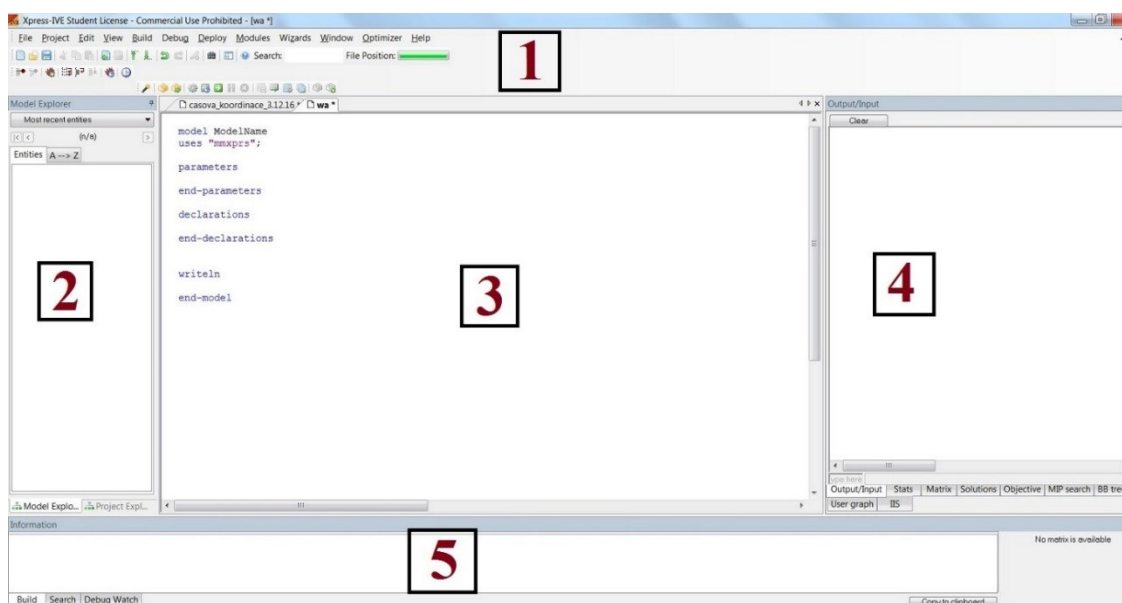 Xpress-IVE Student License - Commercial Use Prohibited - [wa *]
File Project Edit View Build Debug Deploy Modules Wizards Window Optimizer Help
Search: File Position:
1
Model Explorer
casova_koordinace_3.12.16 * wa *
Output/Input
Most recent entities
Clear
(n/a)
Entities A --> Z
model ModelName
uses "mmxprs";
parameters
end-parameters
declarations
end-declarations
writeln
end-model
2
3
4
type here
Output/Input Stats Matrix Solutions Objective MIP search BB tre
User graph IIS
Model Explo... Project Expl...
Information
No matrix is available
5
Build Search Debug Watch
Copy to clipboard